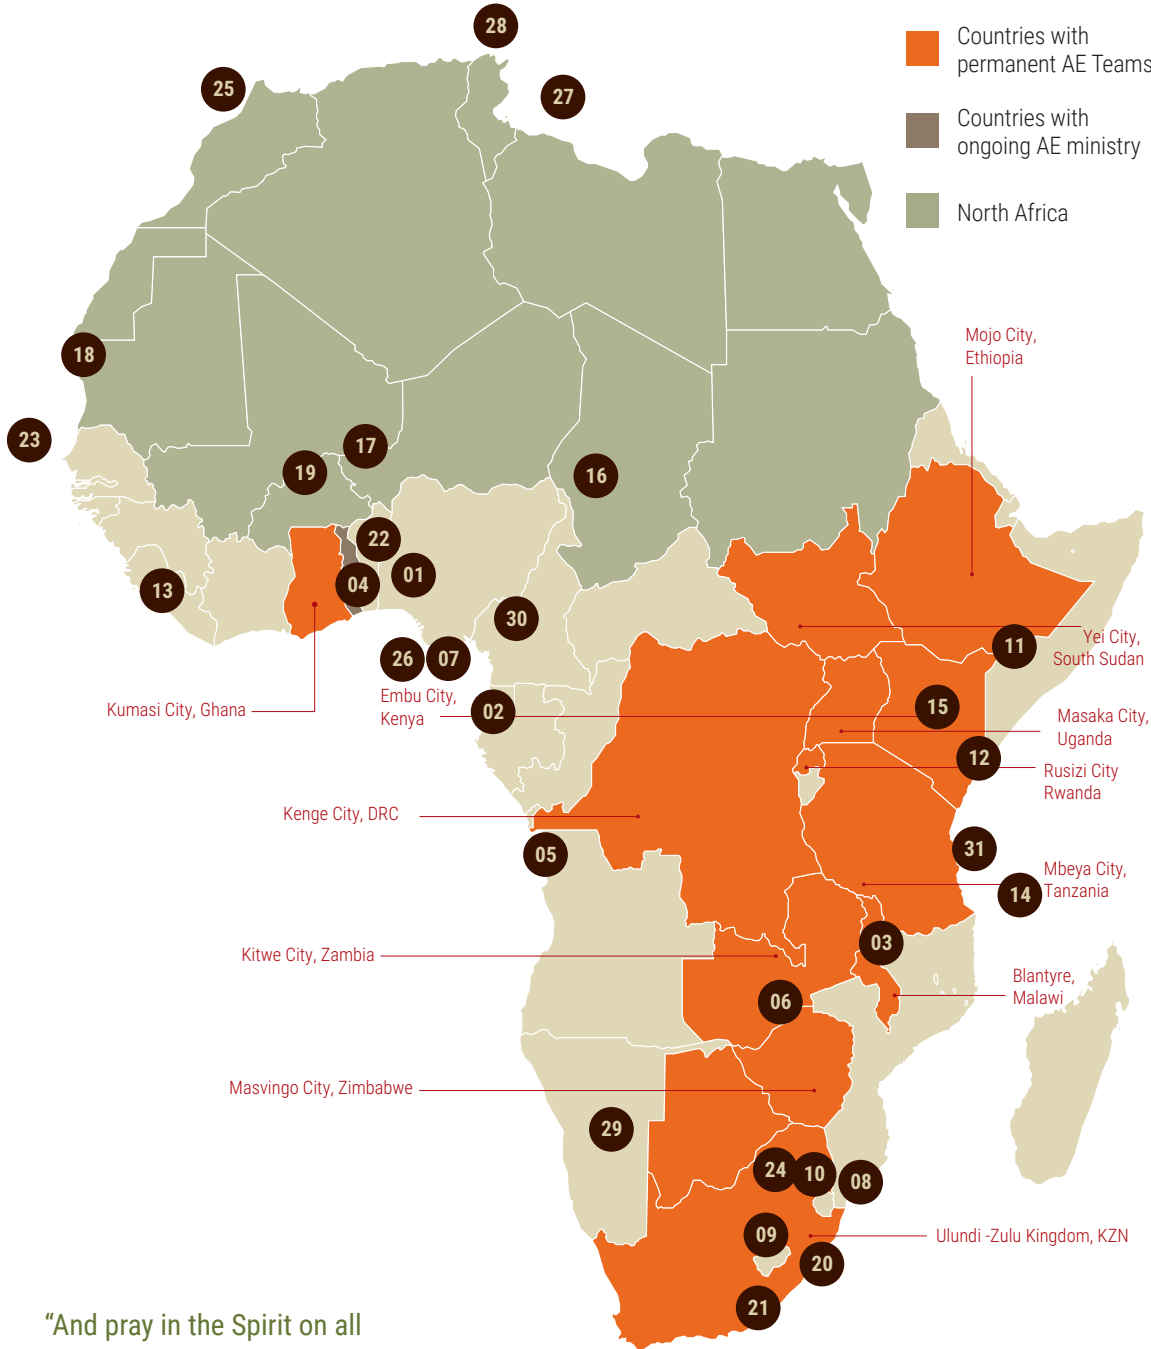 28
25
27
Countries with
permanent AE Teams
Countries with
ongoing AE ministry
North Africa
18
Mojo City,
Ethiopia
23
17
19
16
22
13
04
01
30
26
07
11
Yei City,
South Sudan
Embu City,
Kenya
02
15
Kumasi City, Ghana
Masaka City,
Uganda
12
Rusizi City
Rwanda
Kenge City, DRC
05
31
Mbeya City,
Tanzania
14
03
Kitwe City, Zambia
06
Blantyre,
Malawi
Masvingo City, Zimbabwe
29
24
10
08
09
20
Ulundi -Zulu Kingdom, KZN
21
“And pray in the Spirit on all